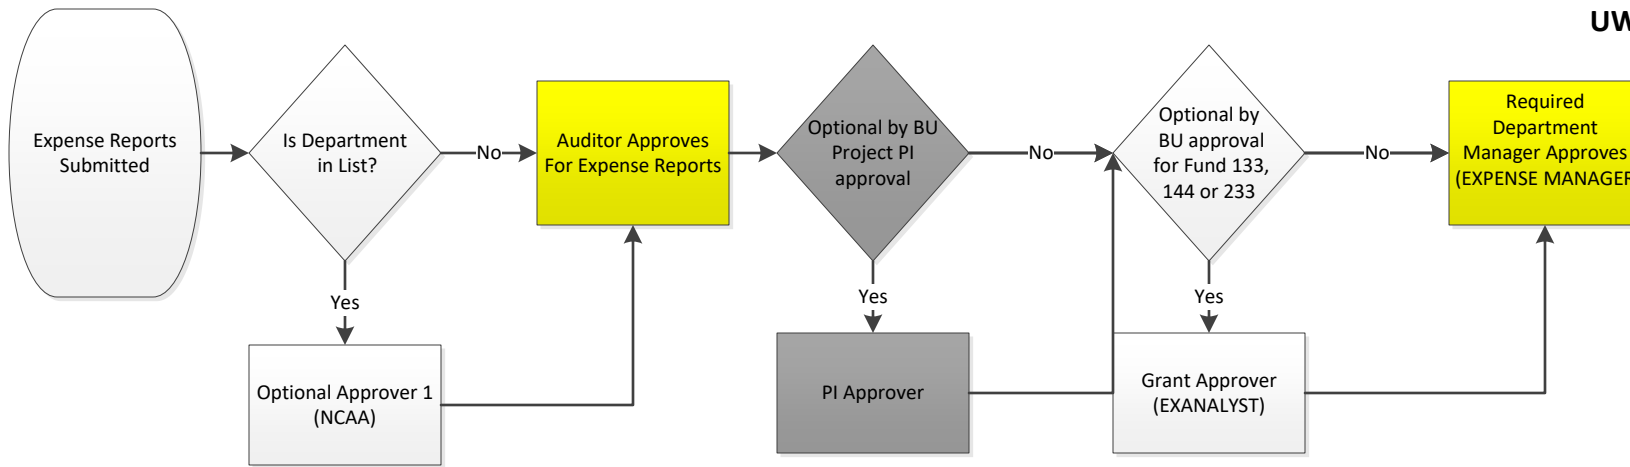 UW
Expense Reports
Submitted
Is Department
in List?
No
Auditor Approves
For Expense Reports
Optional by BU
Project PI
approval
No
Optional by
BU approval
for Fund 133,
144 or 233
No
Required
Department
Manager Approves
(EXPENSE MANAGER
Yes
Yes
Yes
Optional Approver 1
(NCAA)
PI Approver
Grant Approver
(EXANALYST)